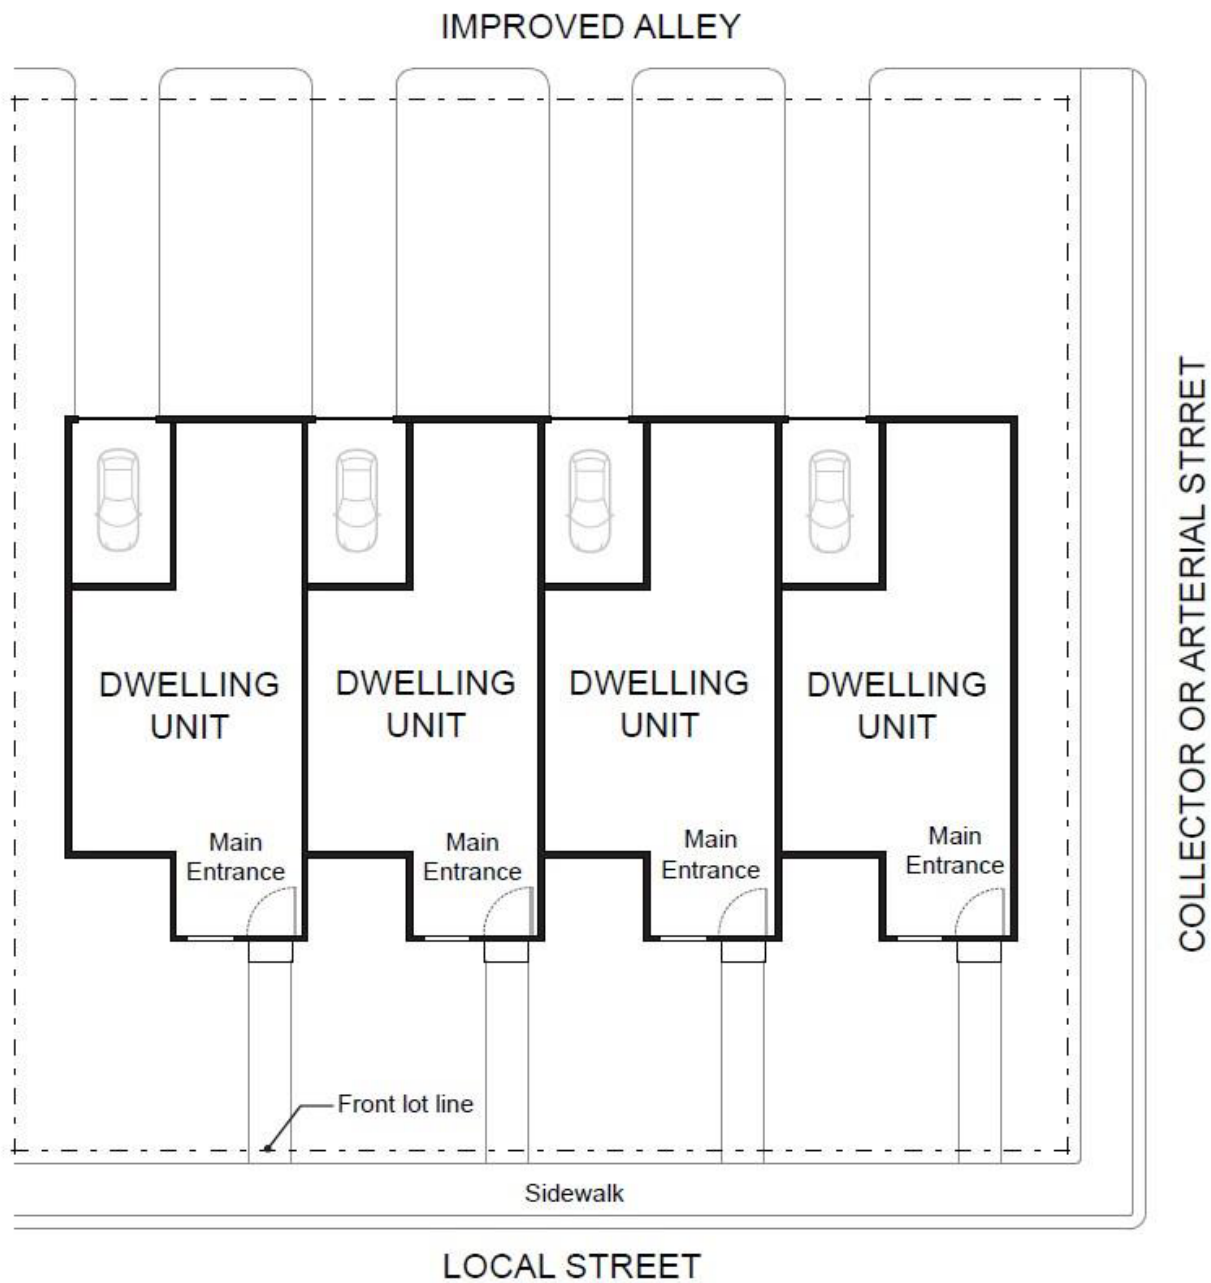 IMPROVED ALLEY
COLLECTOR OR ARTERIAL STRRET
DWELLING
UNIT
DWELLING
UNIT
DWELLING
UNIT
DWELLING
UNIT
Main
Entrance
Main
Entrance
Main
Entrance
Main
Entrance
Front lot line
Sidewalk
LOCAL STREET